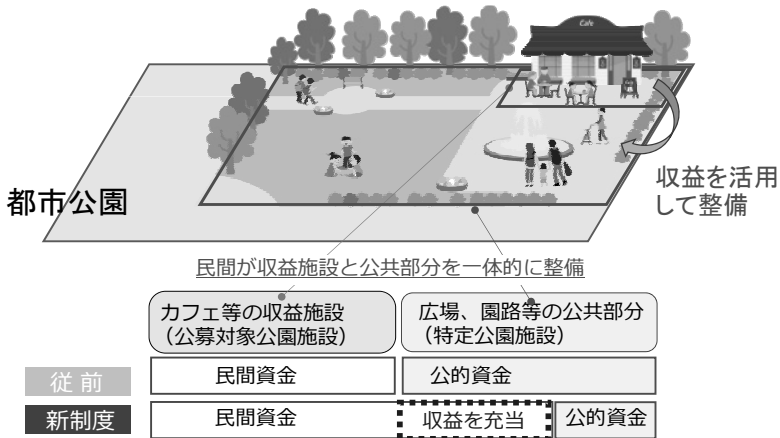 Cafe
都市公園
収益を活用
して整備
民間が収益施設と公共部分を一体的に整備
カフェ等の収益施設
（公募対象公園施設）
広場、園路等の公共部分
（特定公園施設）
従 前
民間資金
公的資金
新制度
民間資金
収益を充当
公的資金